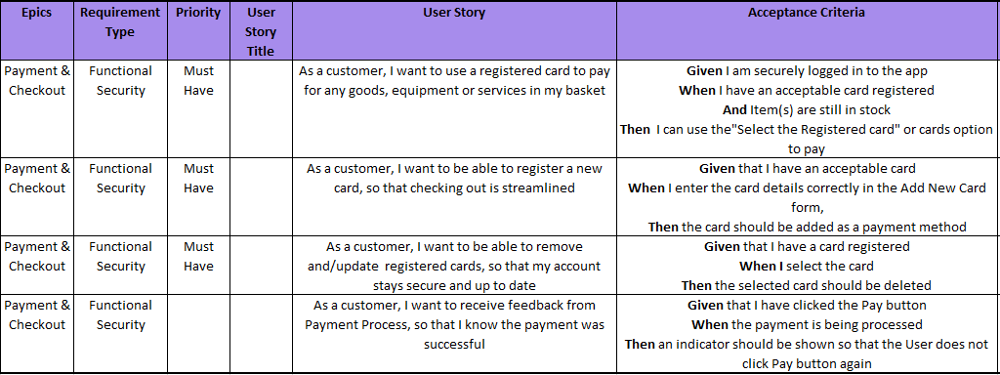 Epics Requirement Type Priority User Story Title User Story Acceptance Criteria
Payment & Checkout
Functional Security
Must Have
As a customer, I want to use a registered card to pay
for any goods, equipment or services in my basket
Given I am securely logged in to the app
When I have an acceptable card registered
And Item(s) are still in stock
Then  I can use the"Select the Registered card" or cards option
to pay
Payment & Checkout
Functional Security
Must Have
As a customer, I want to be able to register a new
card, so that checking out is streamlined
Given that I have an acceptable card
When I enter the card details correctly in the Add New Card
form,
Then the card should be added as a payment method
Payment & Checkout
Functional Security
Must Have
As a customer, I want to be able to remove
and/update  registered cards, so that my account
stays secure and up to date
Given that I have a card registered
When I select the card
Then the selected card should be deleted
Payment & Checkout
Functional Security
As a customer, I want to receive feedback from
Payment Process, so that I know the payment was
successful
Given that I have clicked the Pay button
When the payment is being processed
Then an indicator should be shown so that the User does not
click Pay button again